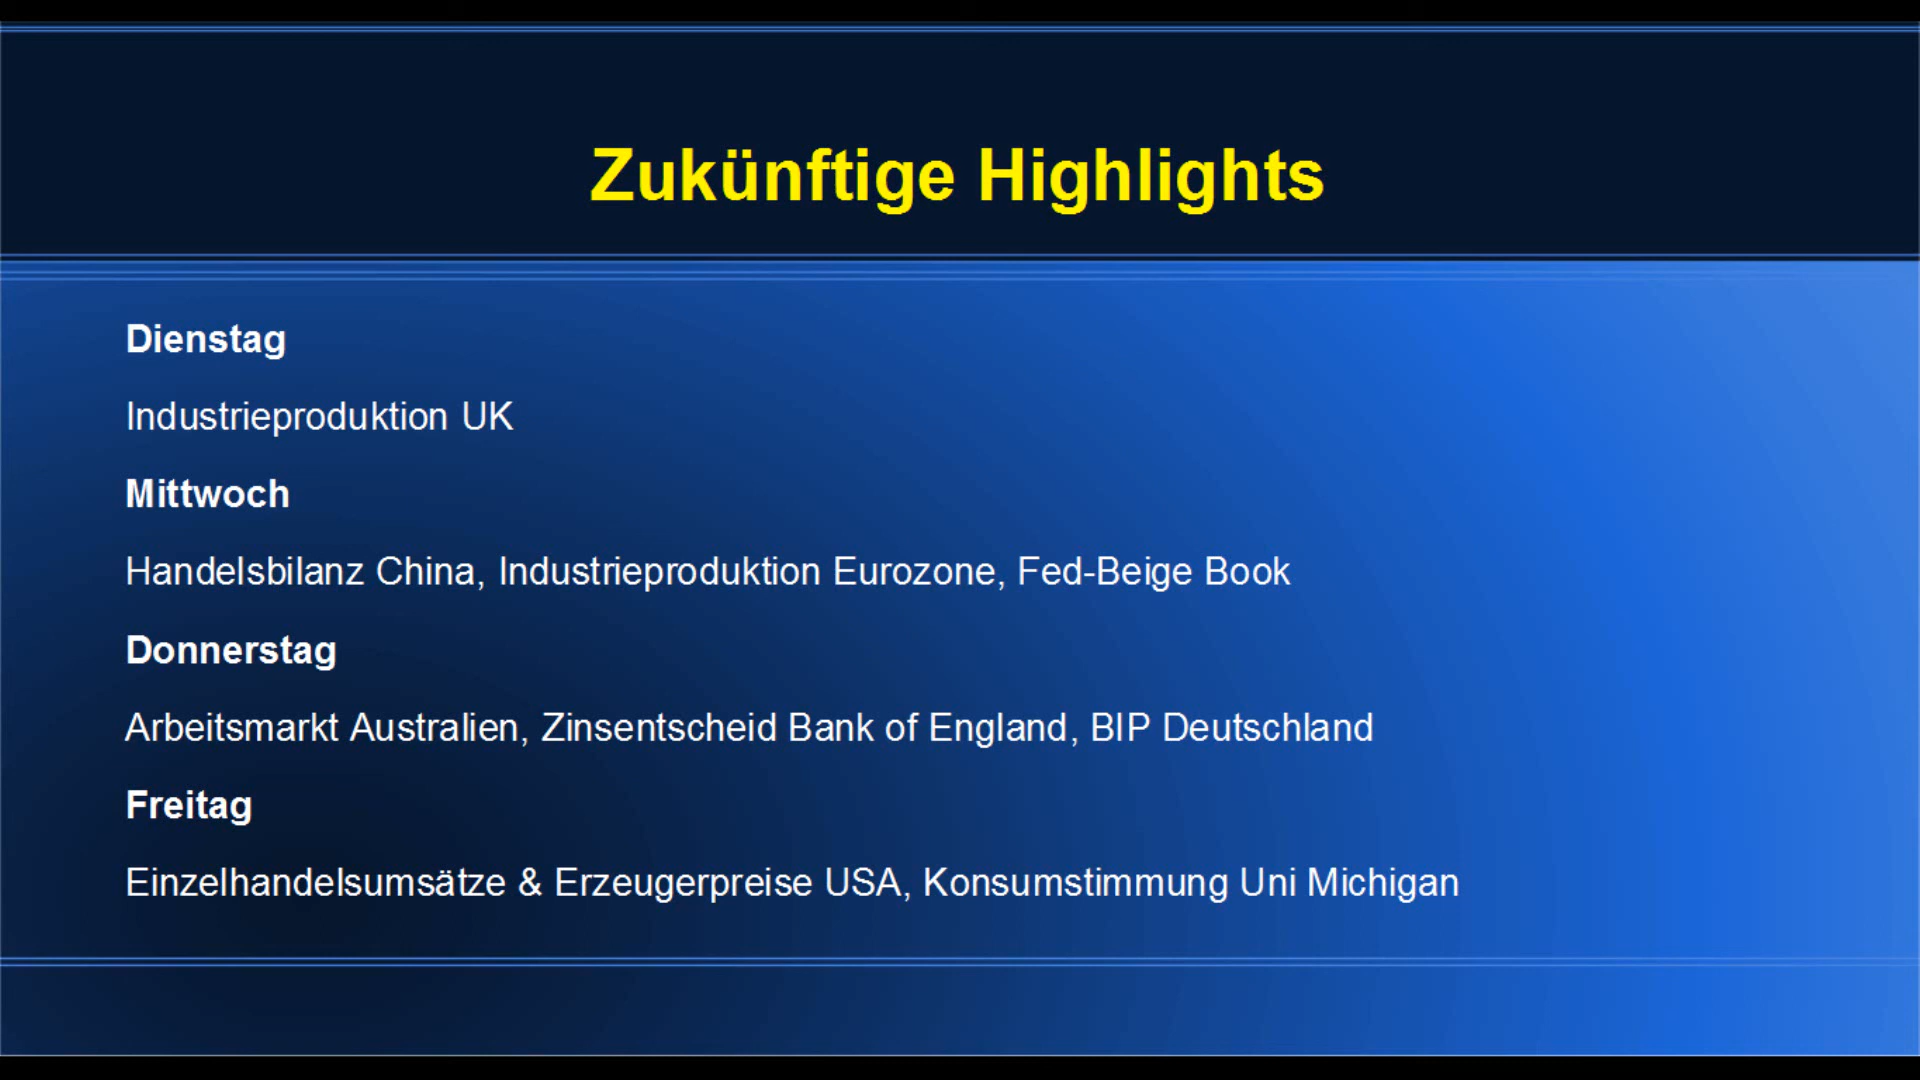 Zukünftige Highlights
Dienstag
Industrieproduktion UK
Mittwoch
Handelsbilanz China, Industrieproduktion Eurozone, Fed-Beige Book
Donnerstag
Arbeitsmarkt Australien, Zinsentscheid Bank of England, BIP Deutschland
Freitag
Einzelhandelsumsätze & Erzeugerpreise USA, Konsumstimmung Uni Michigan